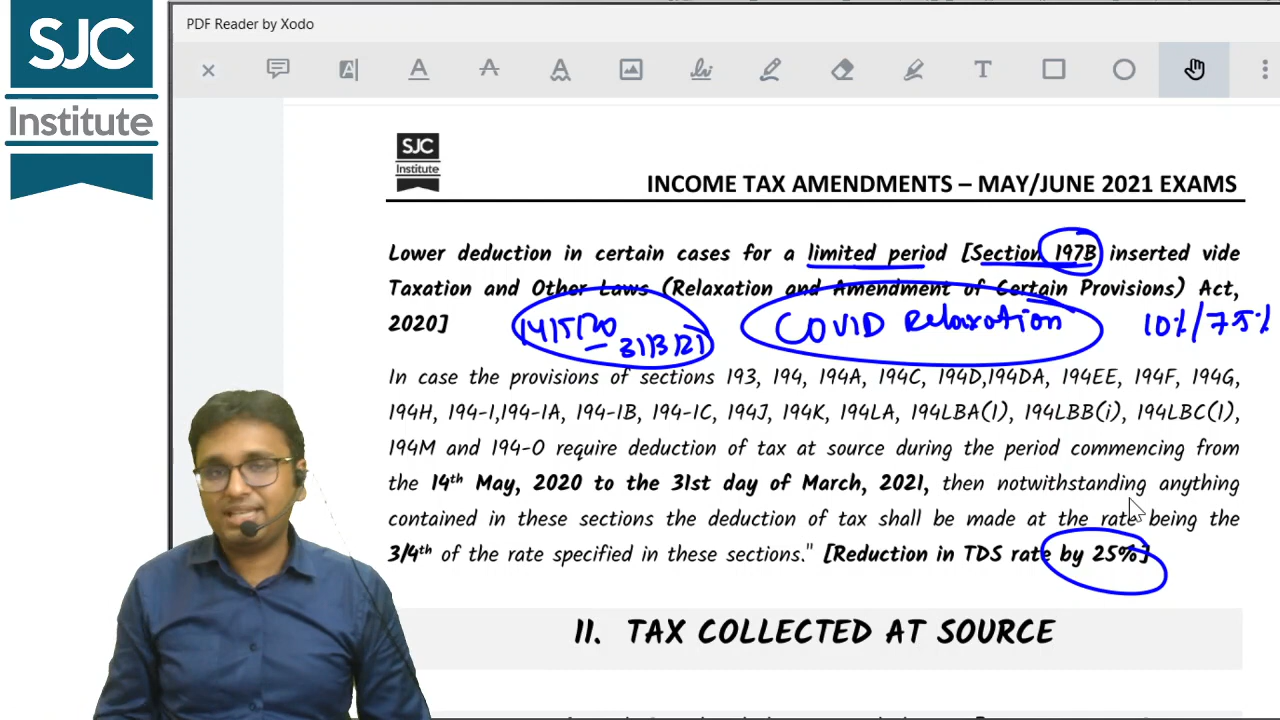 SJC
Institute
PDF Reader by Xodo
SJC
Institute
INCOME TAX AMENDMENTS – MAY/JUNE 2021 EXAMS
Lower deduction in certain cases for a limited period [Section 197B inserted vide
Taxation and Other Laws (Relaxation and Amendment of Certain Provisions) Act,
2020]
14/5/20
31/3/21
COVID Relaxation
10%/7.5%
In case the provisions of sections 193, 194, 194A, 194C, 194D,194DA, 194EE, 194F, 194G,
194H, 194-I,194-IA, 194-IB, 194-IC, 194J, 194K, 194LA, 194LBA(1), 194LBB(i), 194LBC(1),
194M and 194-O require deduction of tax at source during the period commencing from
the 14th May, 2020 to the 31st day of March, 2021, then notwithstanding anything
contained in these sections the deduction of tax shall be made at the rate being the
3/4th of the rate specified in these sections." [Reduction in TDS rate by 25%]
II. TAX COLLECTED AT SOURCE